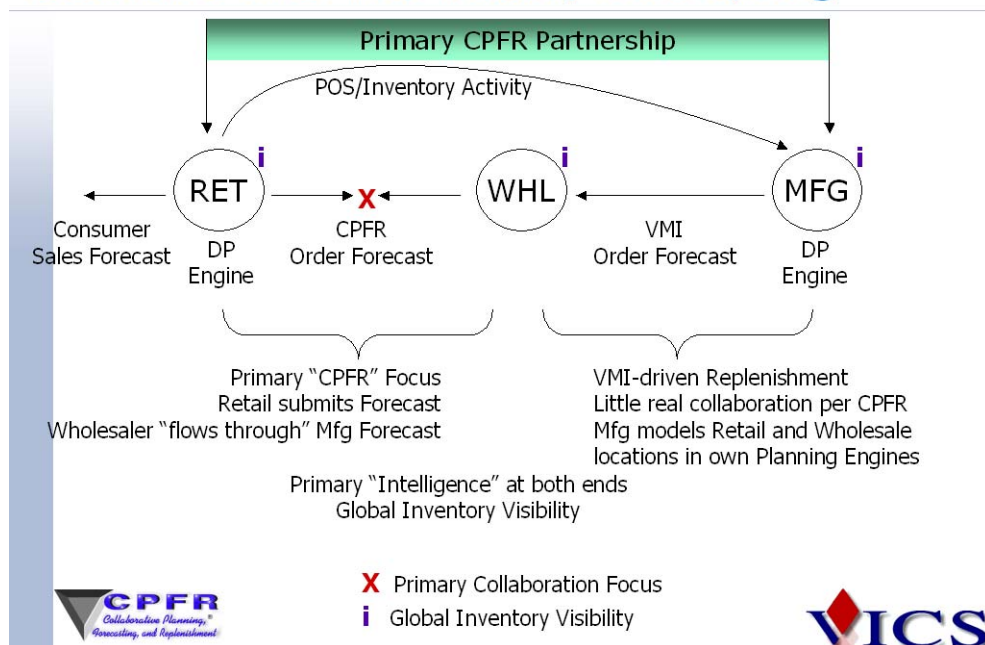 Primary CPFR Partnership
POS/Inventory Activity
i
i
i
RET
X
WHL
MFG
Consumer
Sales Forecast
DP
Engine
CPFR
Order Forecast
VMI
Order Forecast
DP
Engine
Primary “CPFR” Focus
Retail submits Forecast
Wholesaler “flows through” Mfg Forecast
VMI-driven Replenishment
Little real collaboration per CPFR
Mfg models Retail and Wholesale
locations in own Planning Engines
Primary “Intelligence” at both ends
Global Inventory Visibility
X Primary Collaboration Focus
i Global Inventory Visibility
CPFR
Collaborative Planning,®
Forecasting, and Replenishment
VICS